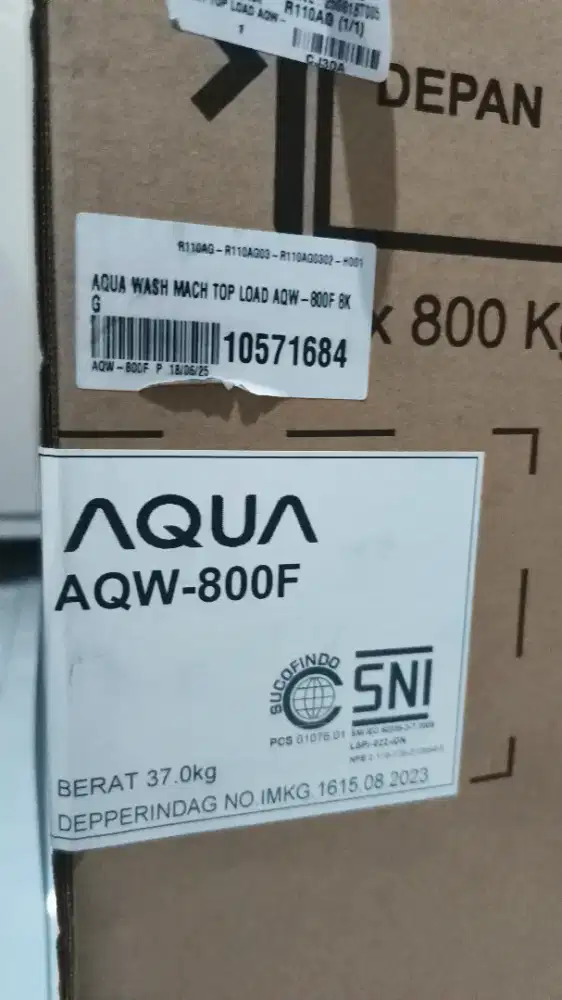 R110AG (1/1)
1
C-130A
DEPAN
R110AG-R110AG03-R110AG0302-H001
AQUA WASH MACH TOP LOAD AQW-800F 8K
G
10571684
AQW-800F P 18/06/25
x 800 K
AQUA
AQW-800F
SUCOFINDO
SNI
PCS 01076.01
BERAT 37.0kg
DEPPERINDAG NO.IMKG.1615.08.2023